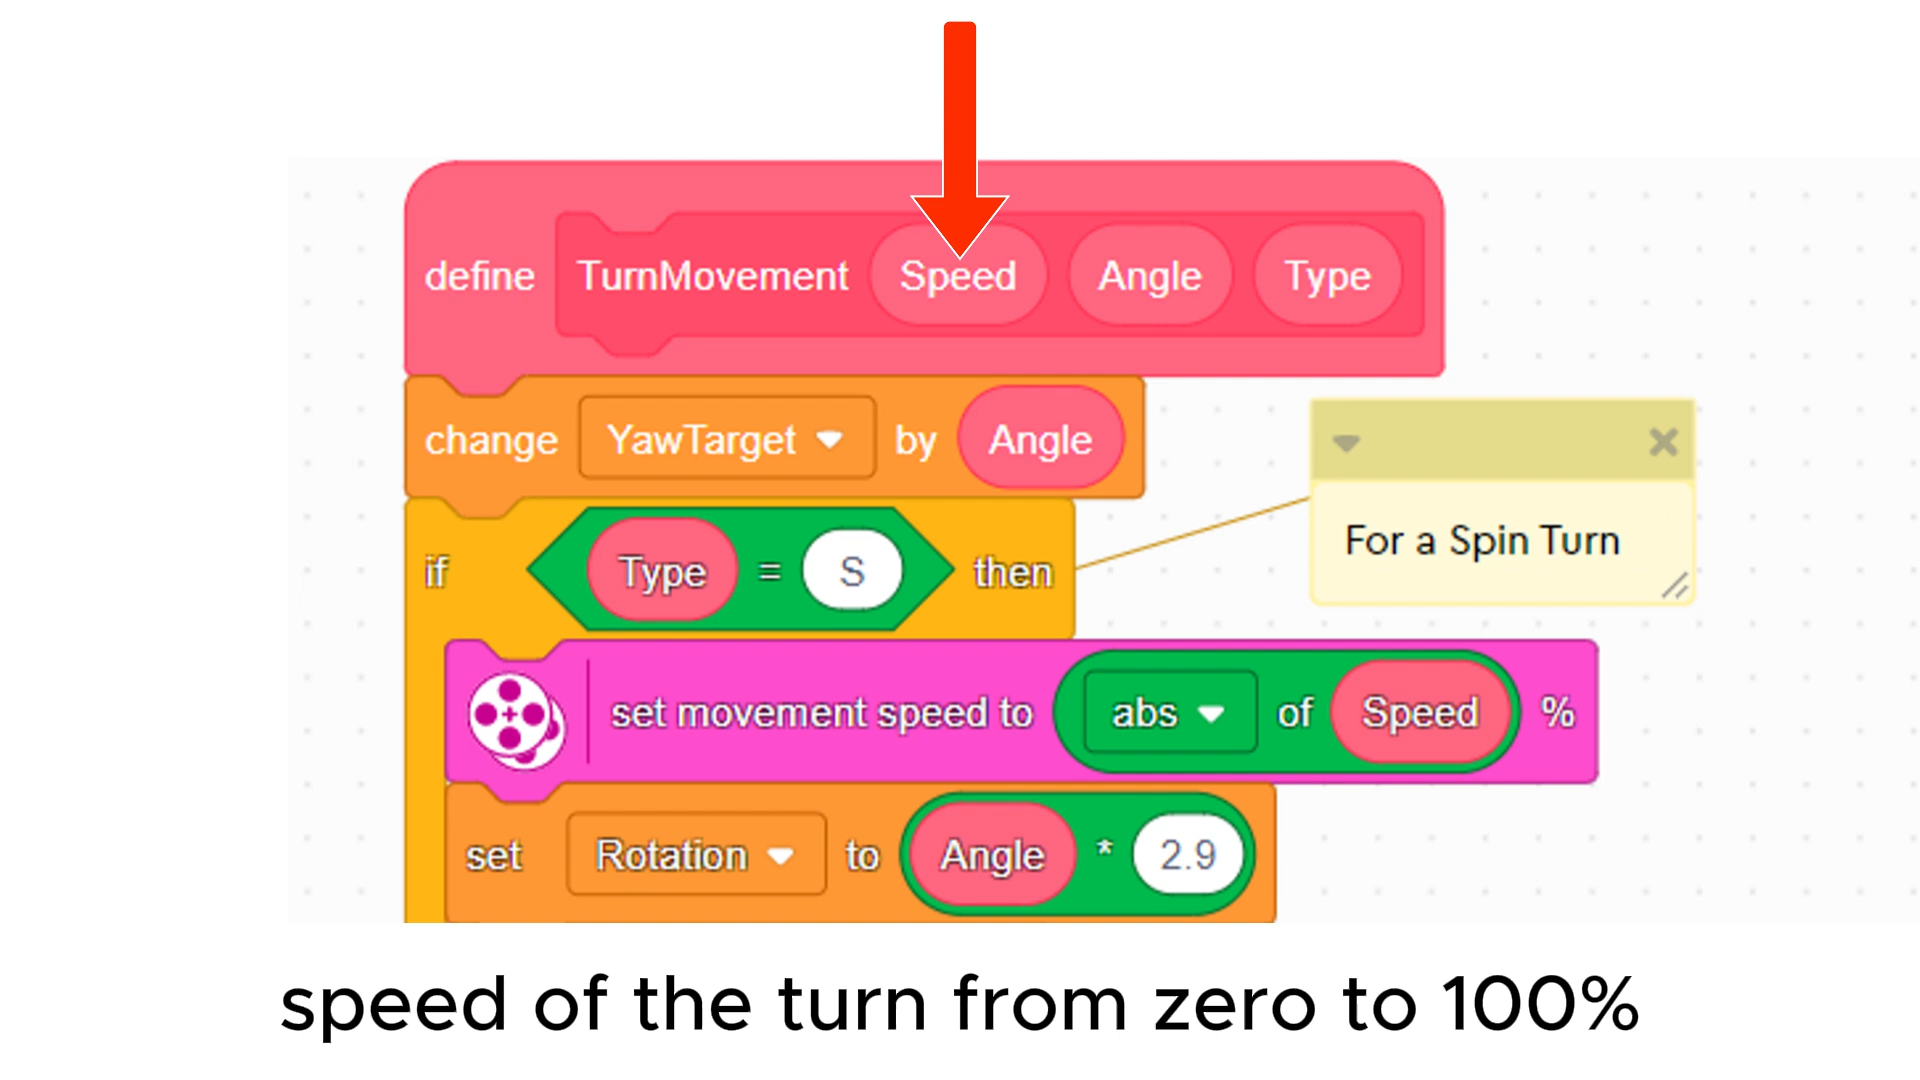 define TurnMovement Speed Angle Type
change YawTarget by Angle
if Type = S then
For a Spin Turn
set movement speed to abs of Speed %
set Rotation to Angle * 2.9
speed of the turn from zero to 100%